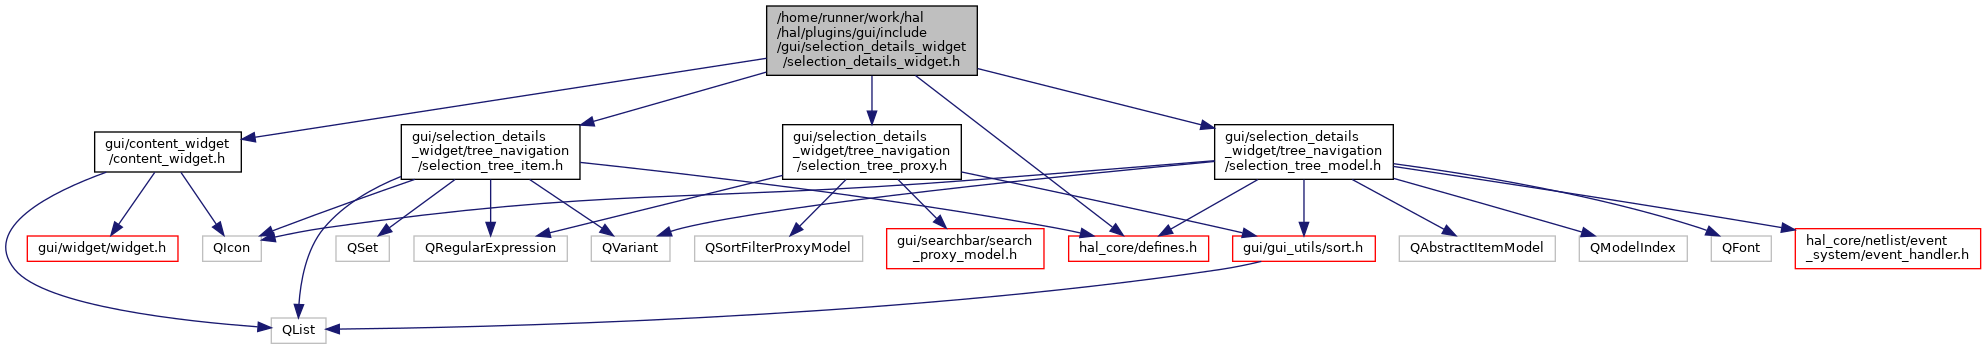 /home/runner/work/hal
/hal/plugins/gui/include
/gui/selection_details_widget
/selection_details_widget.h
gui/content_widget
/content_widget.h
gui/selection_details
_widget/tree_navigation
/selection_tree_item.h
gui/selection_details
_widget/tree_navigation
/selection_tree_proxy.h
gui/selection_details
_widget/tree_navigation
/selection_tree_model.h
gui/widget/widget.h
QIcon
QSet
QRegularExpression
QVariant
QSortFilterProxyModel
gui/searchbar/search
_proxy_model.h
hal_core/defines.h
gui/gui_utils/sort.h
QAbstractItemModel
QModelIndex
QFont
hal_core/netlist/event
_system/event_handler.h
QList